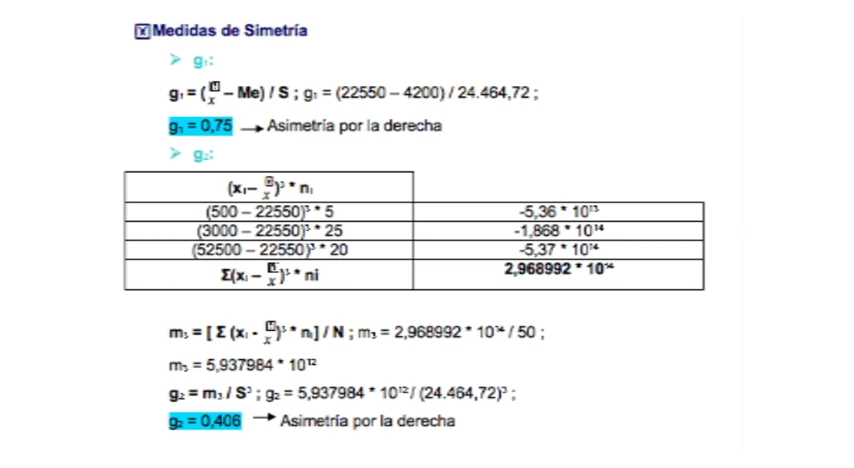 Medidas de Simetría
➢ g₁:
g₁ = (x̄ – Me) / S ; g₁ = (22550 – 4200) / 24.464,72 ;
g₁ = 0,75 → Asimetría por la derecha
➢ g₂:
(xᵢ – x̄)³ * nᵢ
(500 – 22550)³ * 5 -5,36 * 10¹³
(3000 – 22550)³ * 25 -1,868 * 10¹⁴
(52500 – 22550)³ * 20 -5,37 * 10¹⁴
Σ(xᵢ – x̄)³ * ni 2,968992 * 10¹⁴
m₃ = [ Σ (xᵢ - x̄)³ * nᵢ] / N ; m₃ = 2,968992 * 10¹⁴ / 50 ;
m₃ = 5,937984 * 10¹²
g₂ = m₃ / S³ ; g₂ = 5,937984 * 10¹² / (24.464,72)³ ;
g₂ = 0,406 → Asimetría por la derecha